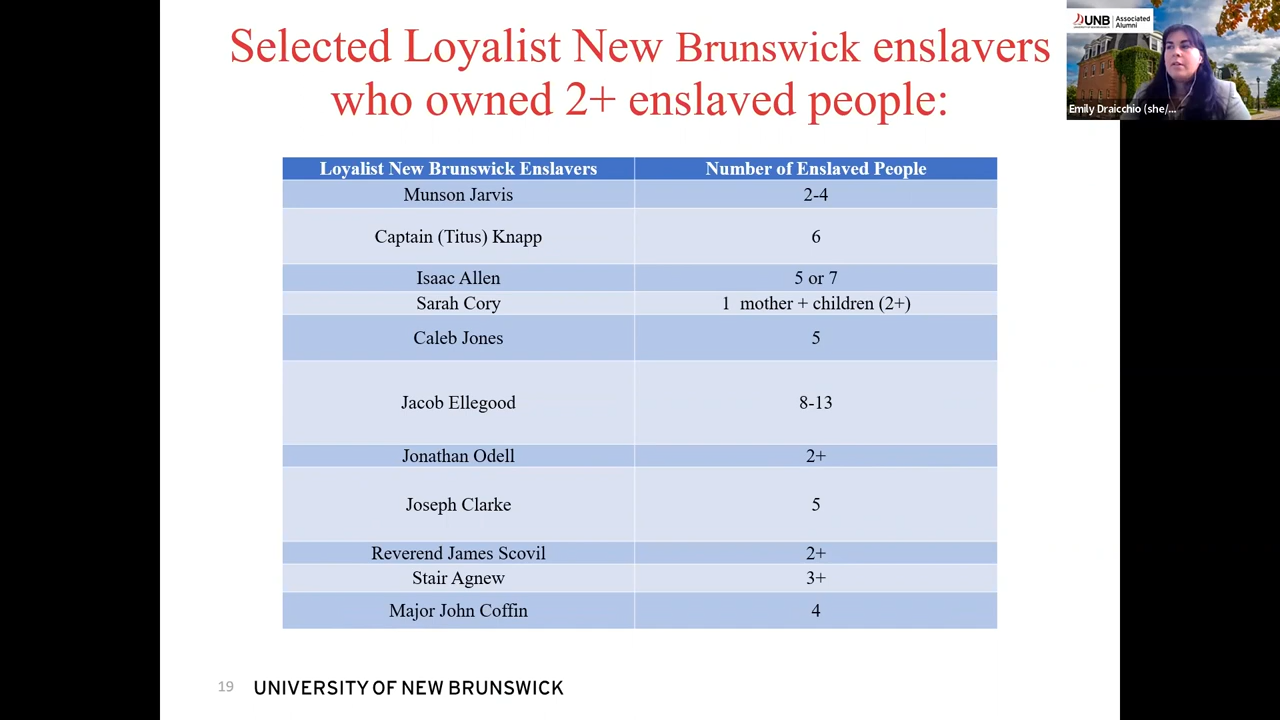 Selected Loyalist New Brunswick enslavers
who owned 2+ enslaved people:
Loyalist New Brunswick Enslavers Number of Enslaved People
Munson Jarvis 2-4
Captain (Titus) Knapp 6
Isaac Allen 5 or 7
Sarah Cory 1 mother + children (2+)
Caleb Jones 5
Jacob Ellegood 8-13
Jonathan Odell 2+
Joseph Clarke 5
Reverend James Scovil 2+
Stair Agnew 3+
Major John Coffin 4
19 UNIVERSITY OF NEW BRUNSWICK
UNB Associated
Alumni
Emily Draicchio (she/...